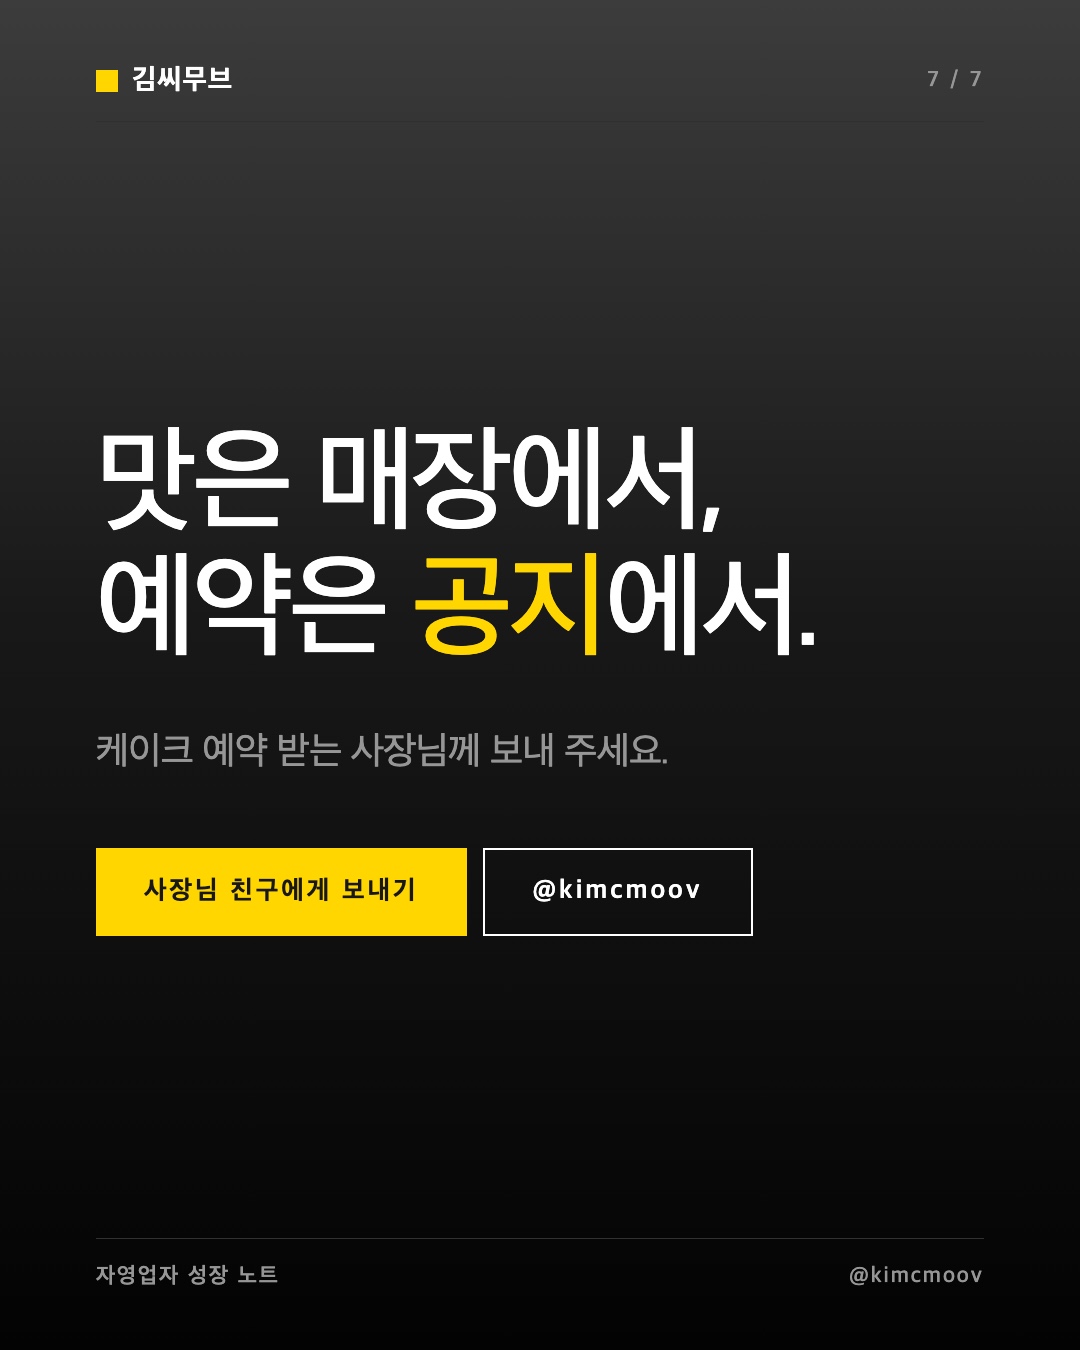 김씨무브
7 / 7
맛은 매장에서,
예약은 공지에서.
케이크 예약 받는 사장님께 보내 주세요.
사장님 친구에게 보내기
@kimcmoov
자영업자 성장 노트
@kimcmoov